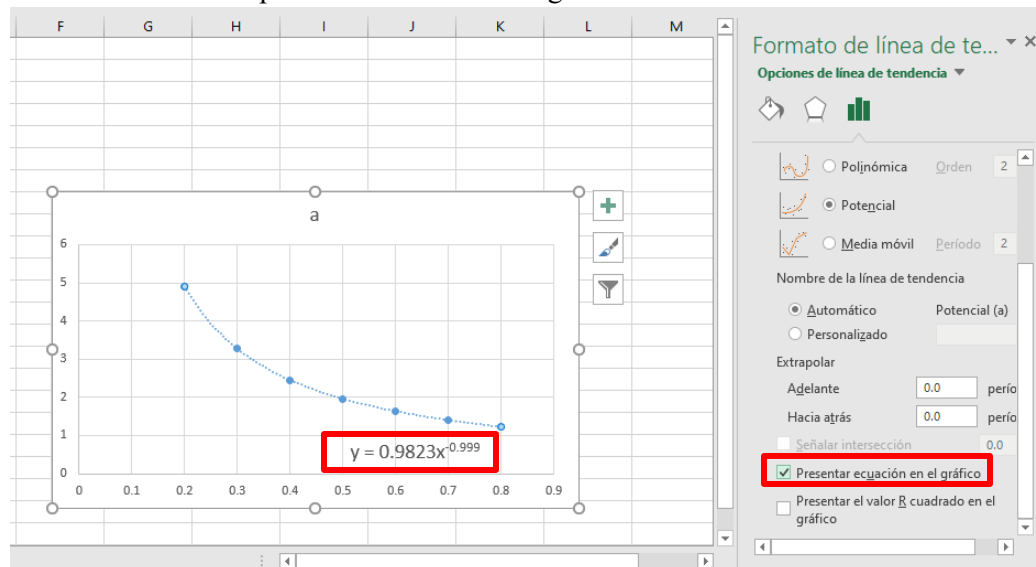 F G H I J K L M
Formato de línea de te...
Opciones de línea de tendencia
Polinómica Orden 2
Potencial
Media móvil Período 2
Nombre de la línea de tendencia
Automático Potencial (a)
Personalizado
Extrapolar
Adelante 0.0 perío
Hacia atrás 0.0 perío
Señalar intersección 0.0
Presentar ecuación en el gráfico
Presentar el valor R cuadrado en el
gráfico
a
6
5
4
3
2
1
0
0 0.1 0.2 0.3 0.4 0.5 0.6 0.7 0.8 0.9
y = 0.9823x^-0.999